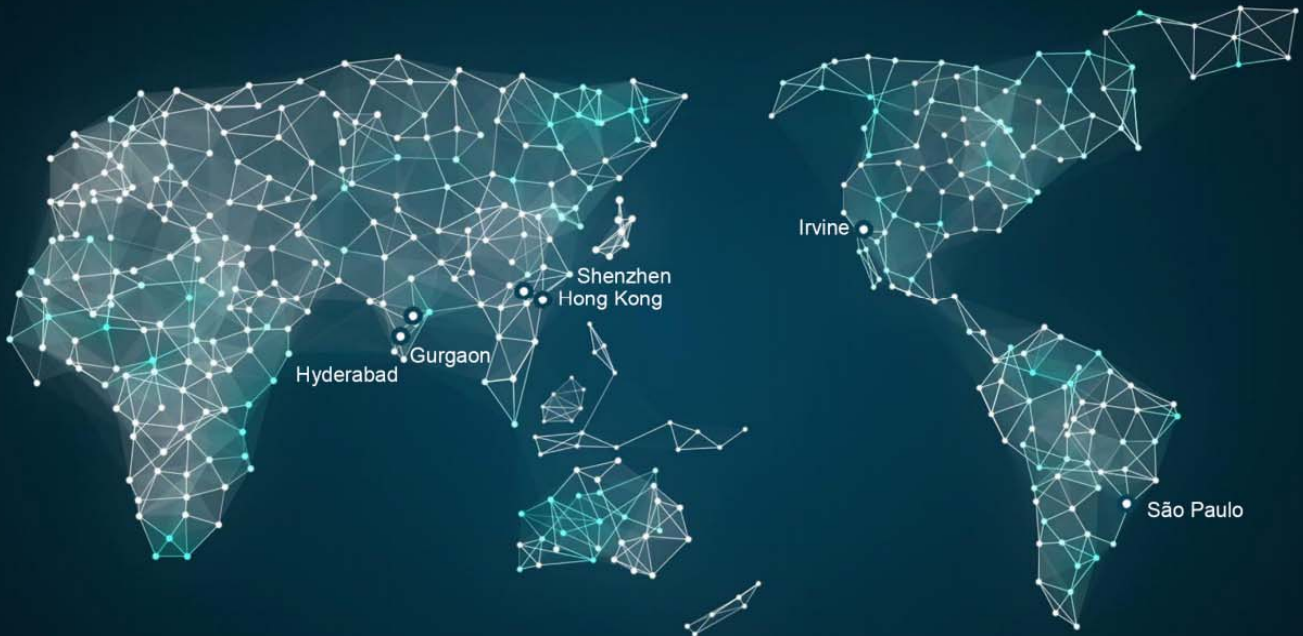 Irvine
Shenzhen
Hong Kong
Gurgaon
Hyderabad
São Paulo